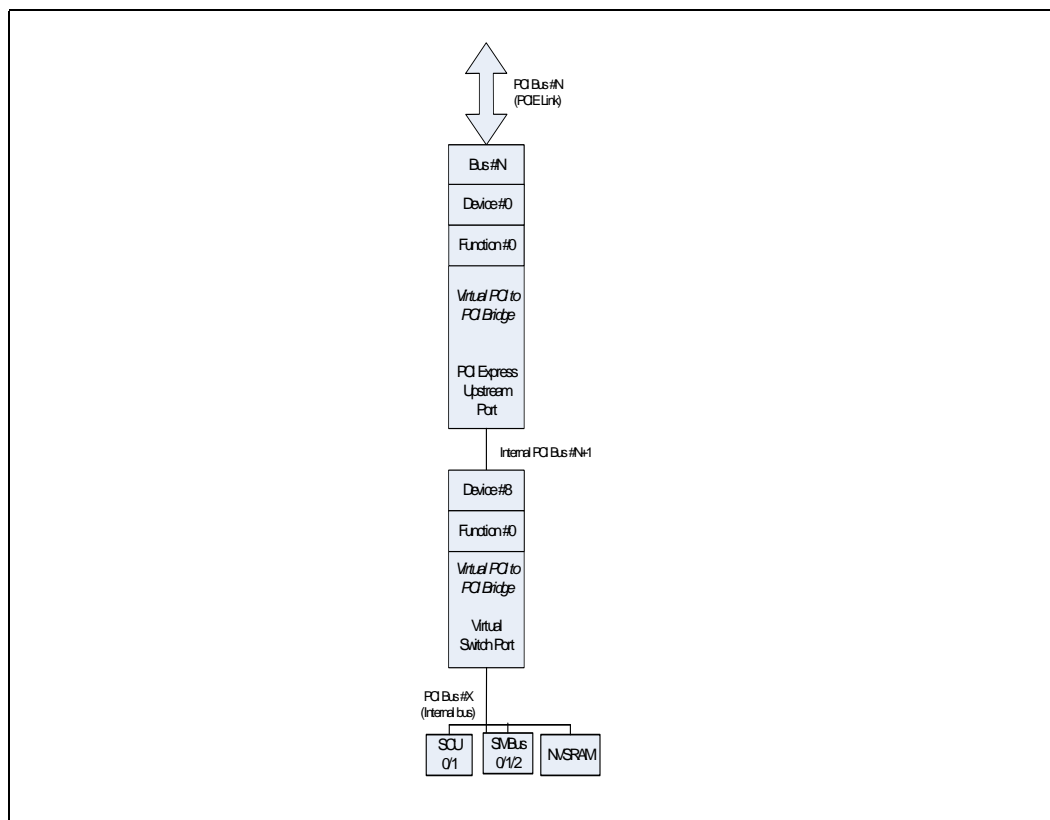 PCI Bus #N
(PCIE Link)
Bus #N
Device #0
Function #0
Virtual PCI to
PCI Bridge
PCI Express
Upstream
Port
Internal PCI Bus #N+1
Device #8
Function #0
Virtual PCI to
PCI Bridge
Virtual
Switch Port
PCI Bus #X
(Internal bus)
SCU
0/1
SMBus
0/1/2
NVSRAM